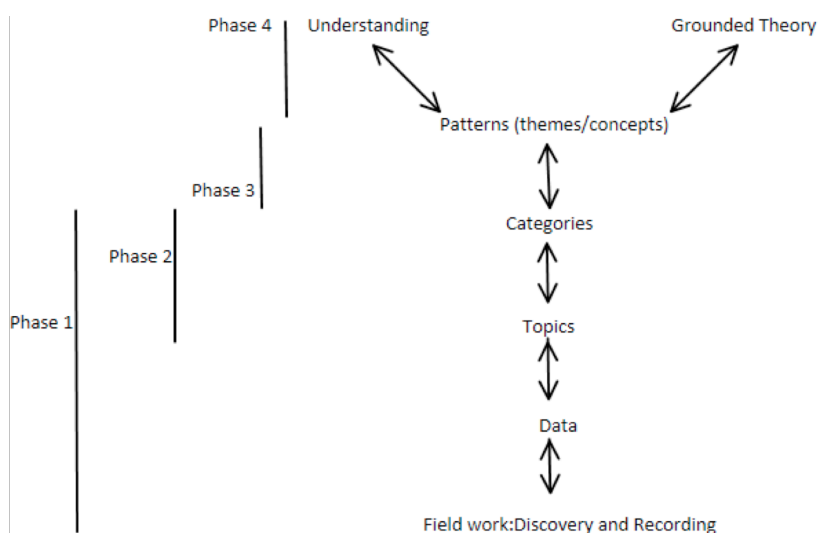 Phase 4 Understanding Grounded Theory
Patterns (themes/concepts)
Phase 3
Categories
Phase 2
Phase 1
Topics
Data
Field work:Discovery and Recording